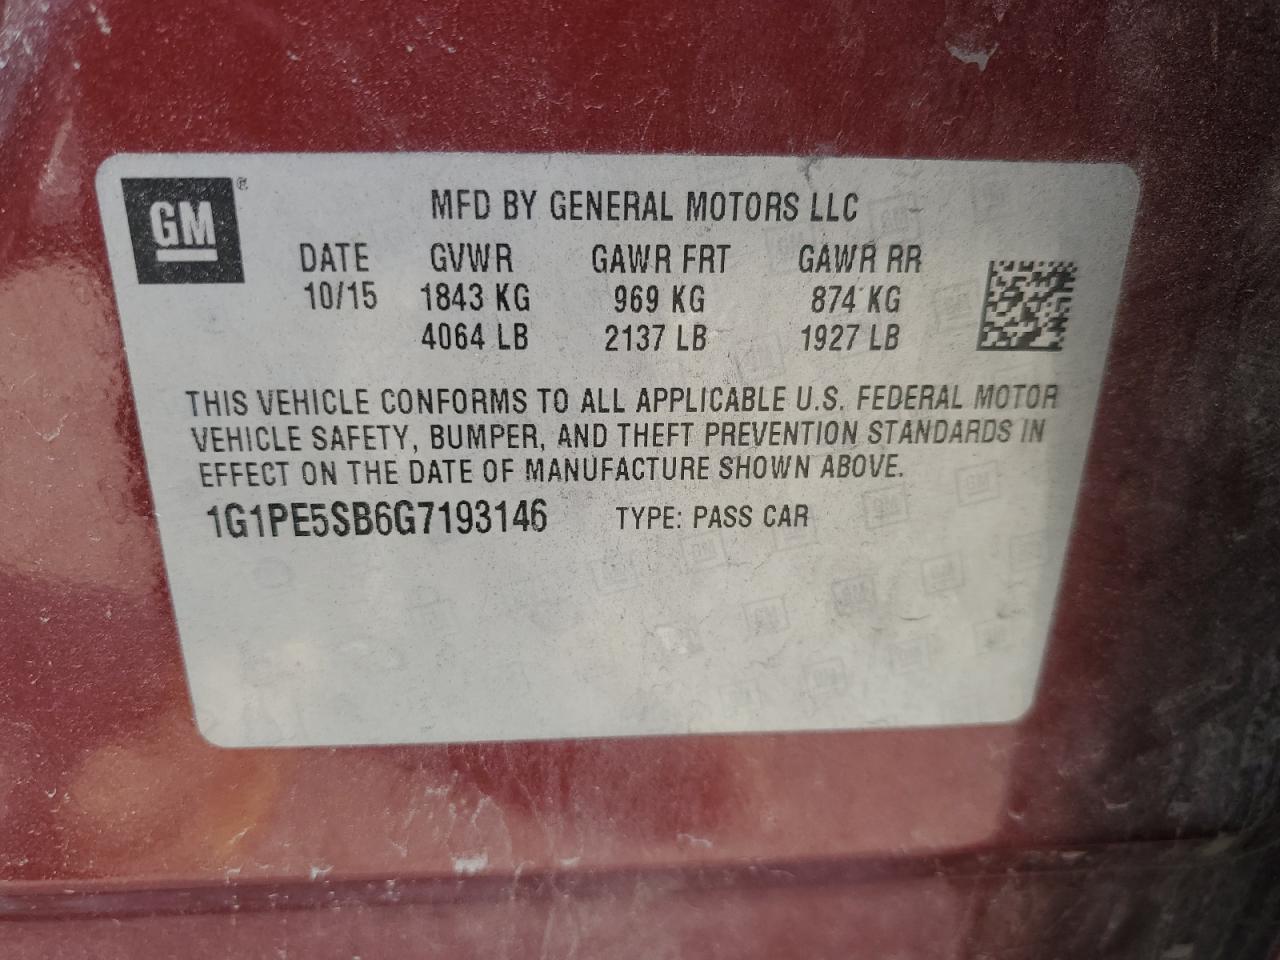 GM®
MFD BY GENERAL MOTORS LLC
DATE GVWR GAWR FRT GAWR RR
10/15 1843 KG 969 KG 874 KG
4064 LB 2137 LB 1927 LB
THIS VEHICLE CONFORMS TO ALL APPLICABLE U.S. FEDERAL MOTOR
VEHICLE SAFETY, BUMPER, AND THEFT PREVENTION STANDARDS IN
EFFECT ON THE DATE OF MANUFACTURE SHOWN ABOVE.
1G1PE5SB6G7193146 TYPE: PASS CAR